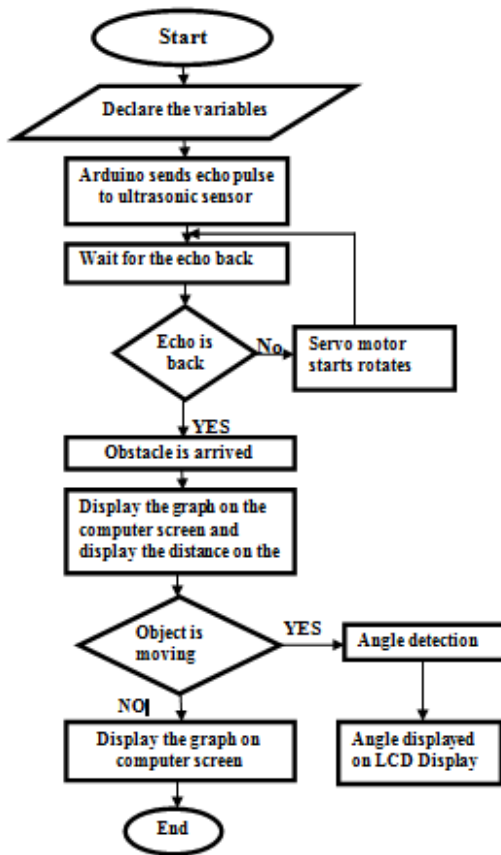 Start
Declare the variables
Arduino sends echo pulse
to ultrasonic sensor
Wait for the echo back
Echo is
back
No
Servo motor
starts rotates
YES
Obstacle is arrived
Display the graph on the
computer screen and
display the distance on the
Object is
moving
YES
Angle detection
NO
Display the graph on
computer screen
Angle displayed
on LCD Display
End